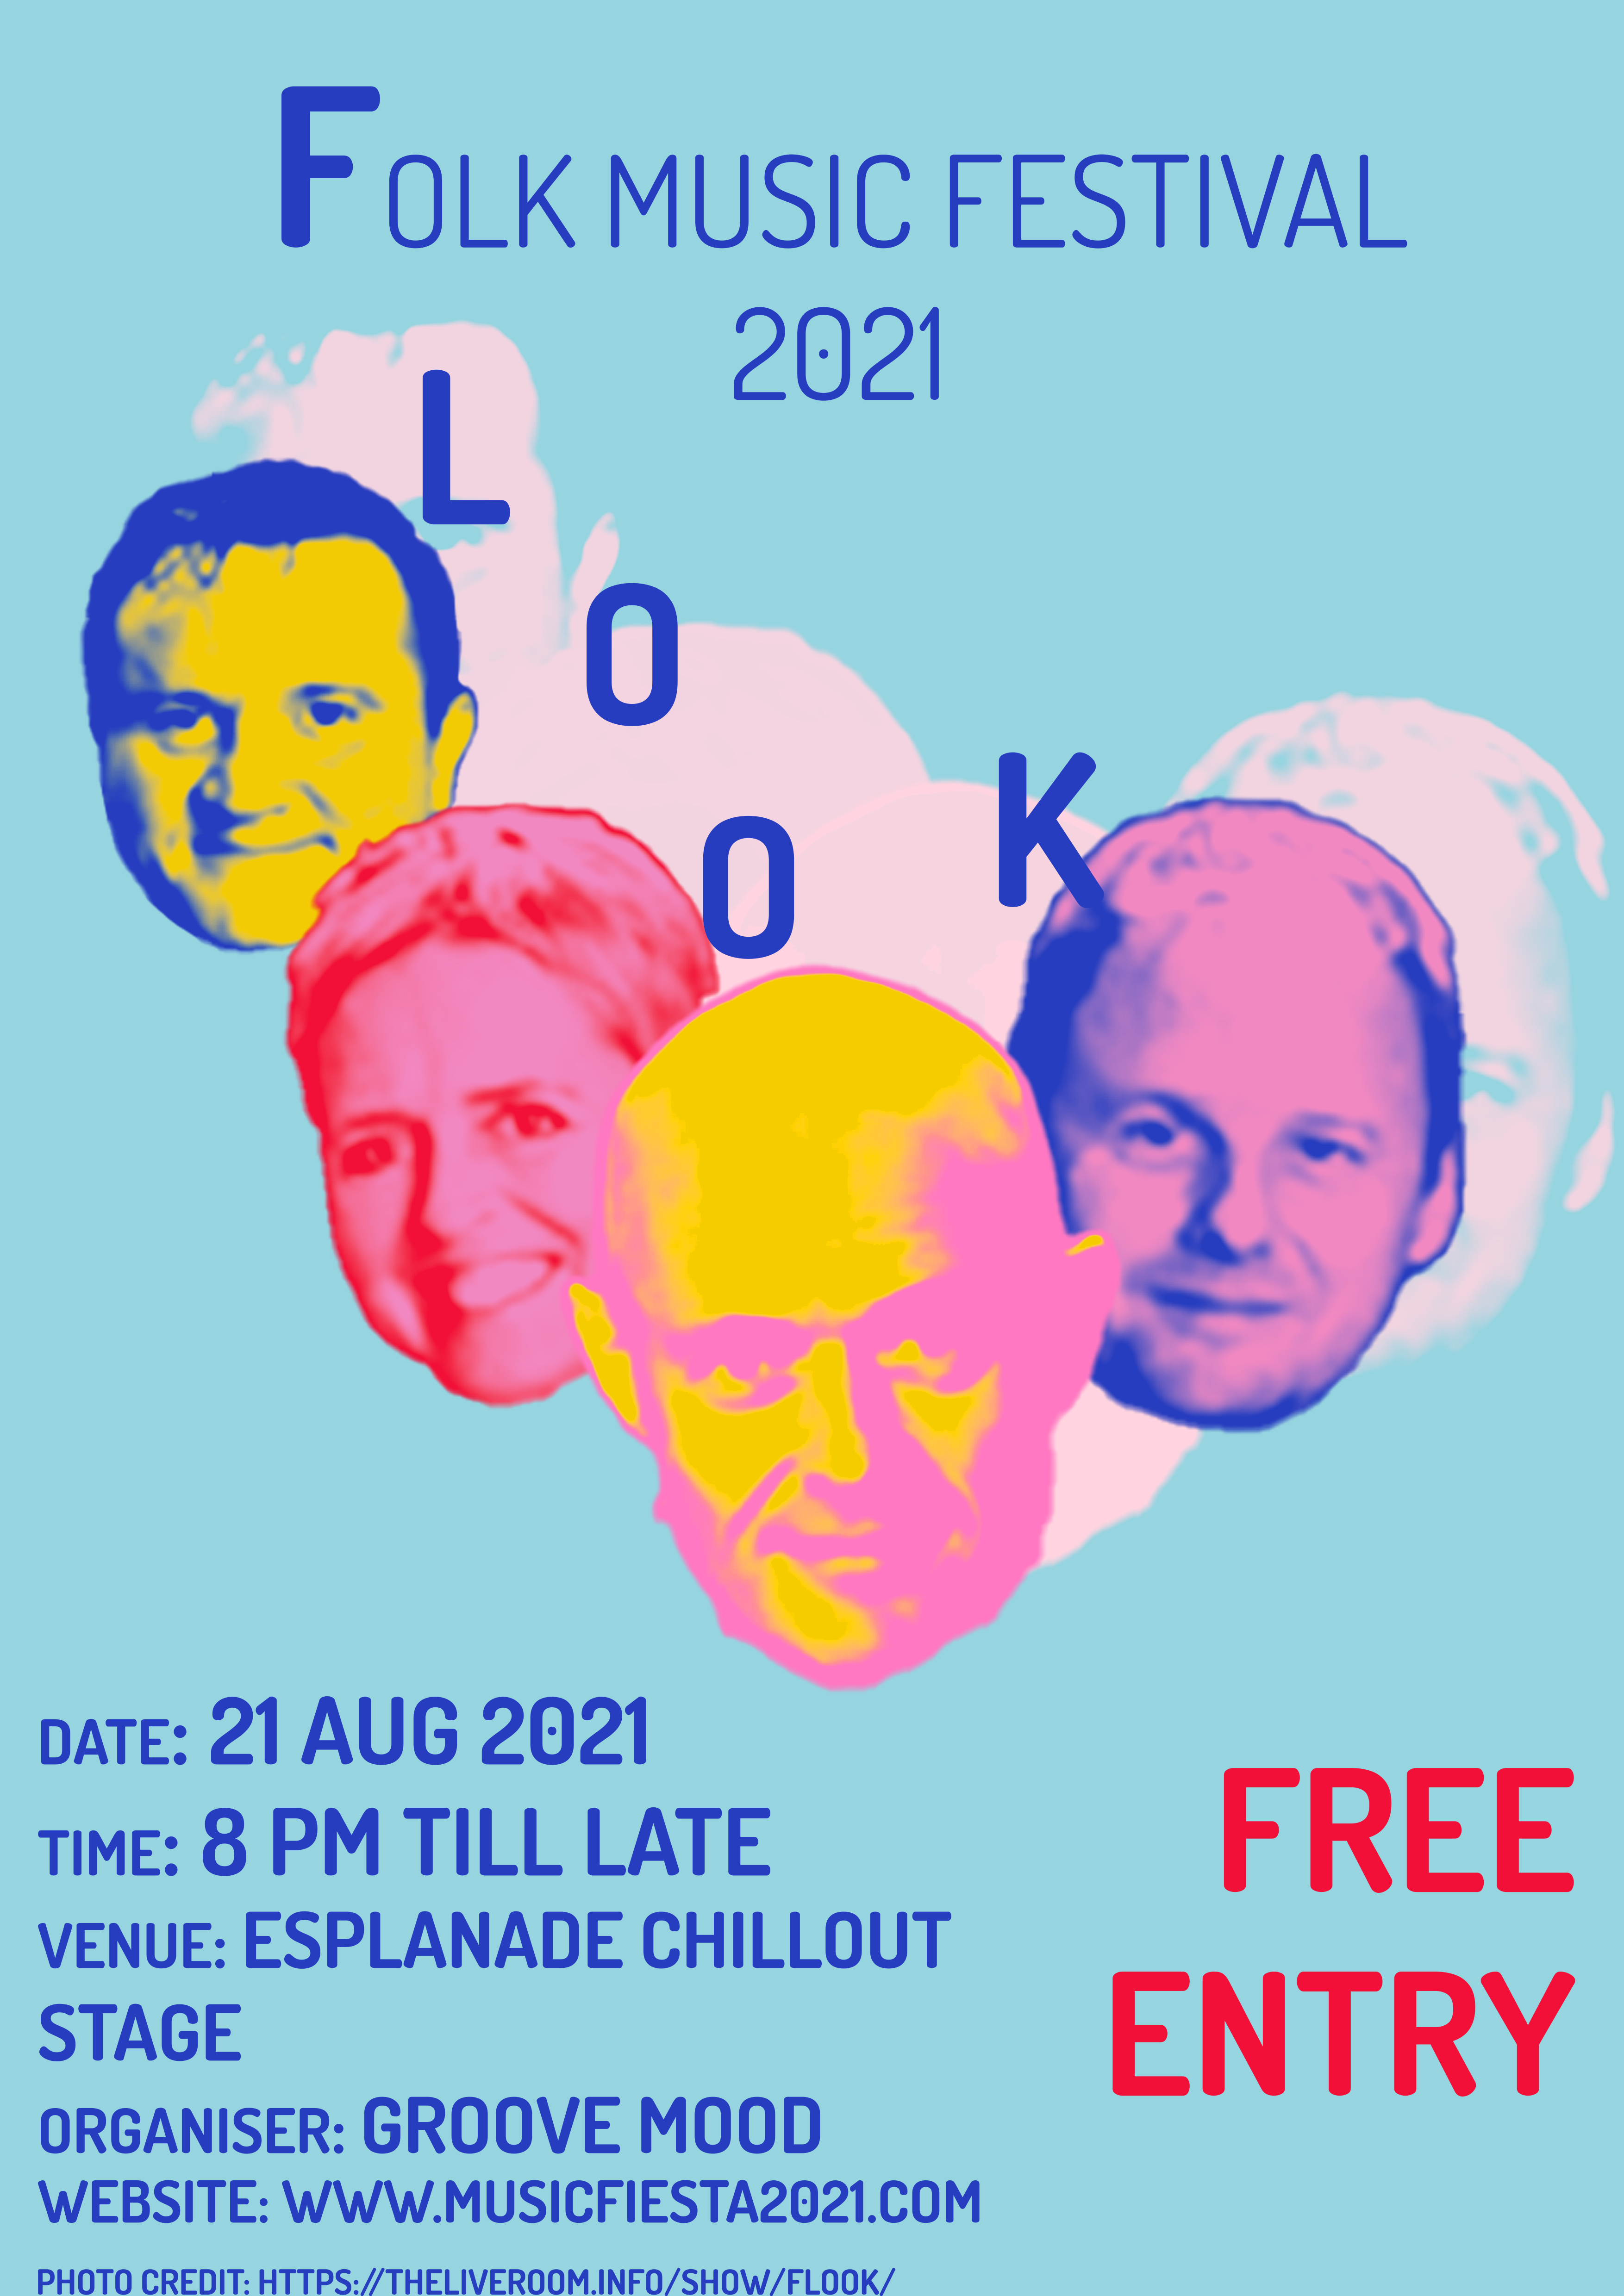 FOLK MUSIC FESTIVAL
2021
L
O
O
K
DATE: 21 AUG 2021
TIME: 8 PM TILL LATE
VENUE: ESPLANADE CHILLOUT
STAGE
ORGANISER: GROOVE MOOD
WEBSITE: WWW.MUSICFIESTA2021.COM
PHOTO CREDIT: HTTPS://THELIVEROOM.INFO/SHOW/FLOOK/
FREE
ENTRY